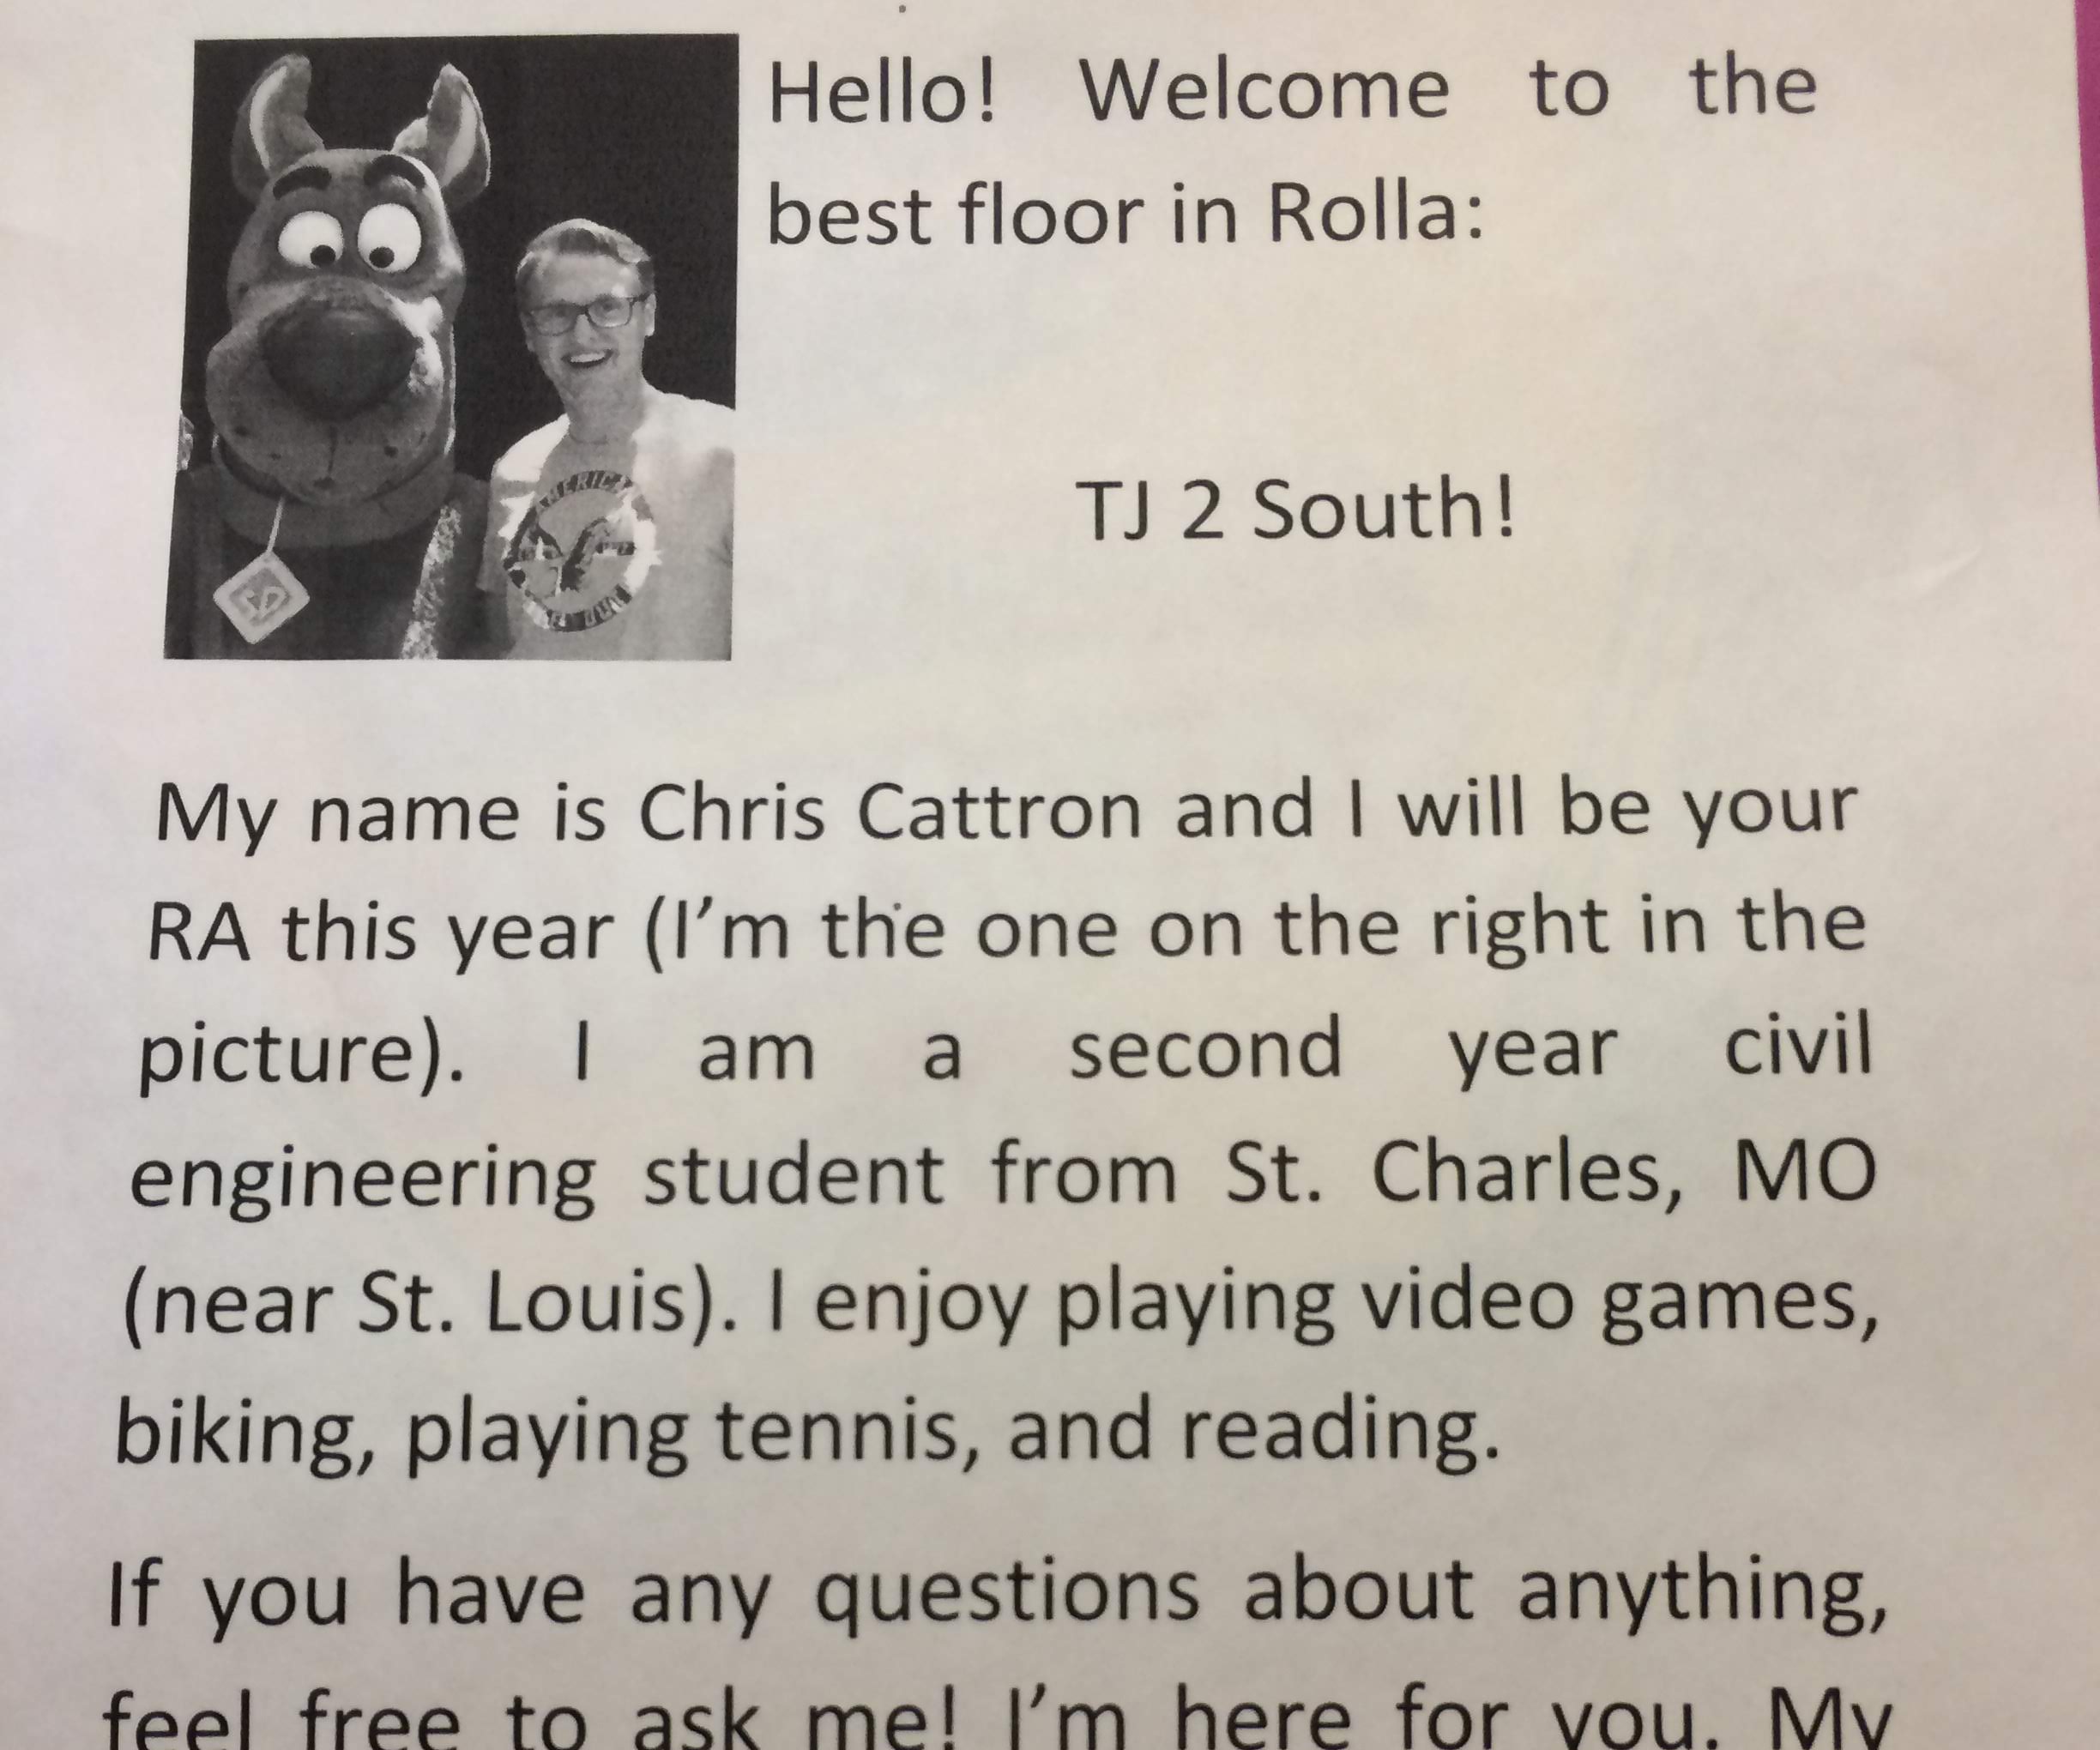 Hello! Welcome to the
best floor in Rolla:
TJ 2 South!
SD
AMERICA
My name is Chris Cattron and I will be your
RA this year (I’m the one on the right in the
picture). I am a second year civil
engineering student from St. Charles, MO
(near St. Louis). I enjoy playing video games,
biking, playing tennis, and reading.
If you have any questions about anything,
feel free to ask me! I’m here for you. My